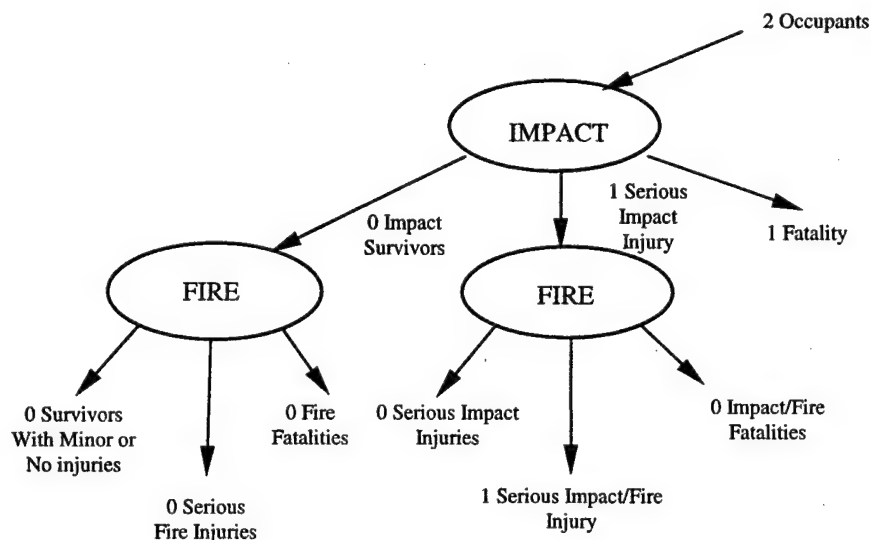 2 Occupants
IMPACT
0 Impact
Survivors
1 Serious
Impact
Injury
1 Fatality
FIRE
FIRE
0 Survivors
With Minor or
No injuries
0 Serious
Fire Injuries
0 Fire
Fatalities
0 Serious Impact
Injuries
1 Serious Impact/Fire
Injury
0 Impact/Fire
Fatalities